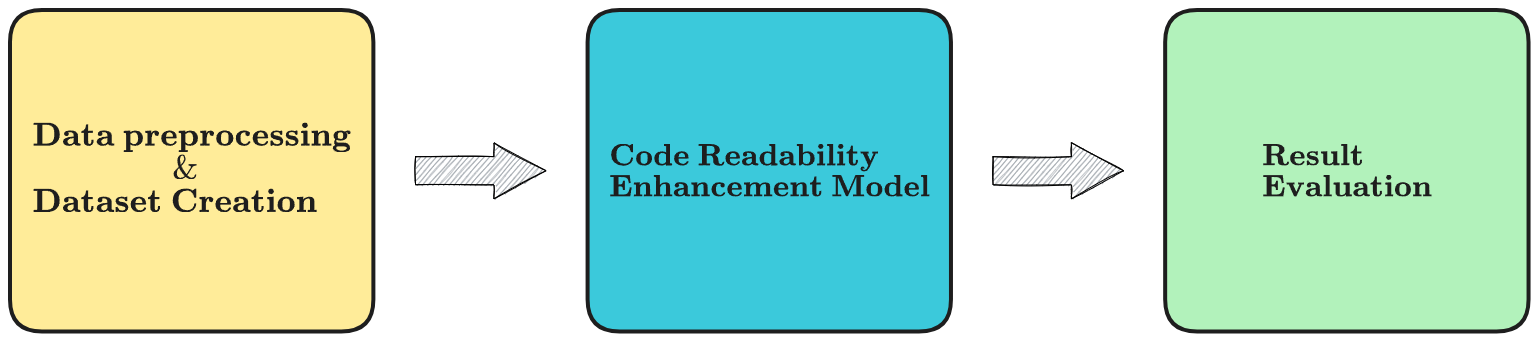 Data preprocessing
&
Dataset Creation
Code Readability
Enhancement Model
Result
Evaluation